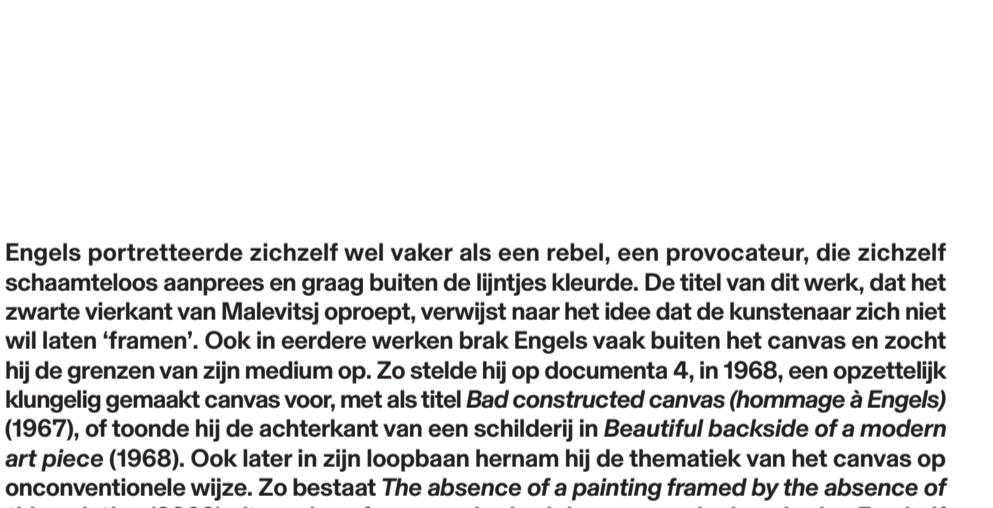 Engels portretteerde zichzelf wel vaker als een rebel, een provocateur, die zichzelf
schaamteloos aanprees en graag buiten de lijntjes kleurde. De titel van dit werk, dat het
zwarte vierkant van Malevitsj oproept, verwijst naar het idee dat de kunstenaar zich niet
wil laten ‘framen’. Ook in eerdere werken brak Engels vaak buiten het canvas en zocht
hij de grenzen van zijn medium op. Zo stelde hij op documenta 4, in 1968, een opzettelijk
klungelig gemaakt canvas voor, met als titel Bad constructed canvas (hommage à Engels)
(1967), of toonde hij de achterkant van een schilderij in Beautiful backside of a modern
art piece (1968). Ook later in zijn loopbaan hernam hij de thematiek van het canvas op
onconventionele wijze. Zo bestaat The absence of a painting framed by the absence of